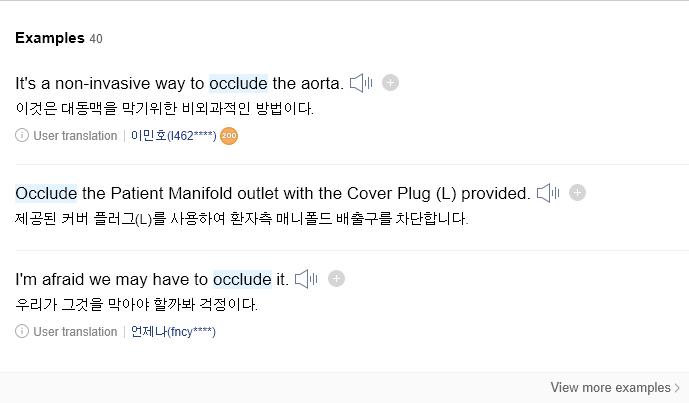 Examples 40
It's a non-invasive way to occlude the aorta.
이것은 대동맥을 막기위한 비외과적인 방법이다.
User translation | 이민호(l462****) 200
Occlude the Patient Manifold outlet with the Cover Plug (L) provided.
제공된 커버 플러그(L)를 사용하여 환자측 매니폴드 배출구를 차단합니다.
I'm afraid we may have to occlude it.
우리가 그것을 막아야 할까봐 걱정이다.
User translation | 언제나(fncy****)
View more examples